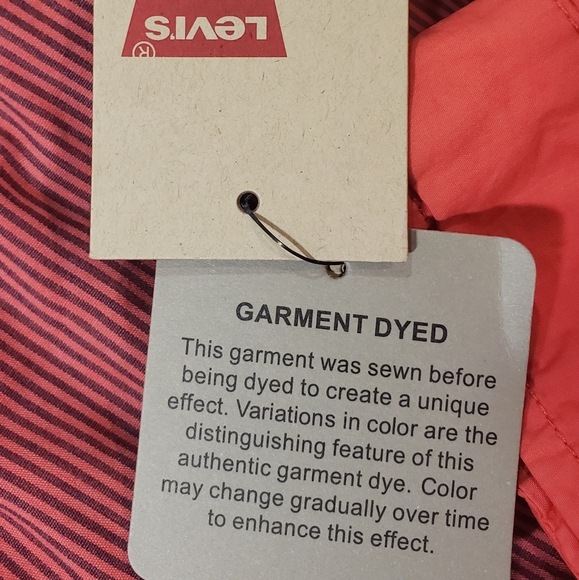 LEVI'S®
GARMENT DYED
This garment was sewn before
being dyed to create a unique
effect. Variations in color are the
distinguishing feature of this
authentic garment dye. Color
may change gradually over time
to enhance this effect.